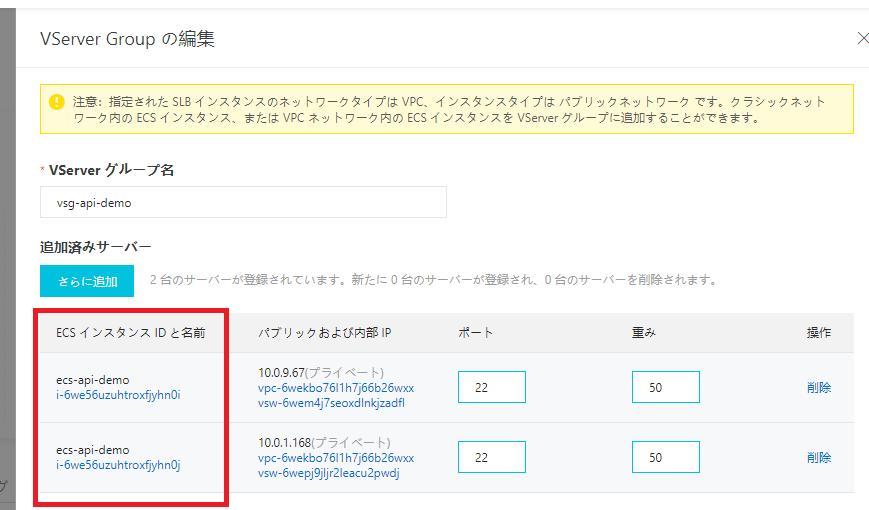 VServer Group の編集
注意: 指定された SLB インスタンスのネットワークタイプは VPC、インスタンスタイプは パブリックネットワーク です。クラシックネット
ワーク内の ECS インスタンス、または VPC ネットワーク内の ECS インスタンスを VServer グループに追加することができます。
* VServer グループ名
vsg-api-demo
追加済みサーバー
さらに追加 2 台のサーバーが登録されています。新たに 0 台のサーバーが登録され、0 台のサーバーを削除されます。
ECS インスタンス ID と名前 パブリックおよび内部 IP ポート 重み 操作
ecs-api-demo 10.0.9.67(プライベート)
i-6we56uzuhtroxfjyhn0i vpc-6wekbo76l1h7j66b26wxx 22 50 削除
vsw-6wem4j7seoxdlnkjzadfl
ecs-api-demo 10.0.1.168(プライベート)
i-6we56uzuhtroxfjyhn0j vpc-6wekbo76l1h7j66b26wxx 22 50 削除
vsw-6wepj9jljr2leacu2pwdj
グ